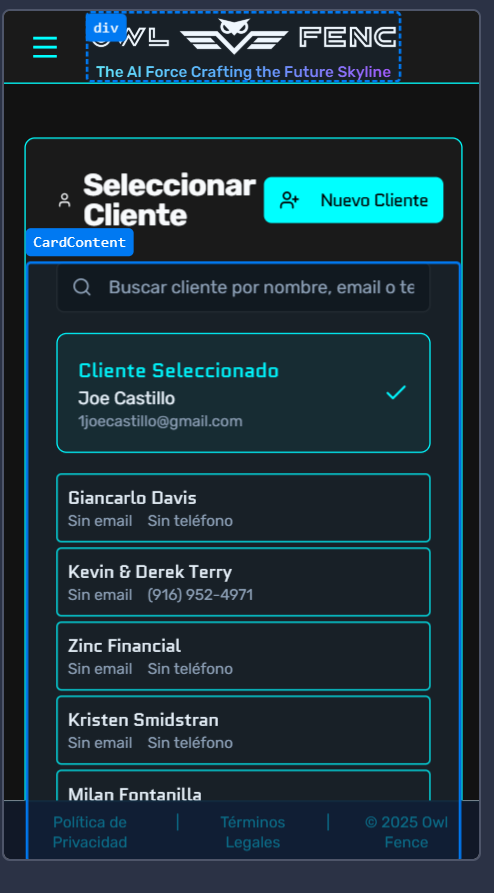 div
OWL FENC
The AI Force Crafting the Future Skyline
Seleccionar
Cliente
Nuevo Cliente
CardContent
Buscar cliente por nombre, email o te
Cliente Seleccionado
Joe Castillo
1joecastillo@gmail.com
Giancarlo Davis
Sin email Sin teléfono
Kevin & Derek Terry
Sin email (916) 952-4971
Zinc Financial
Sin email Sin teléfono
Kristen Smidstran
Sin email Sin teléfono
Milan Fontanilla
Política de | Términos | © 2025 Owl
Privacidad Legales Fence